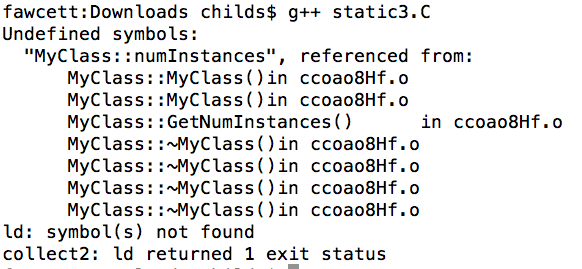 fawcett:Downloads childs$ g++ static3.C
Undefined symbols:
"MyClass::numInstances", referenced from:
MyClass::MyClass()in ccoao8Hf.o
MyClass::MyClass()in ccoao8Hf.o
MyClass::GetNumInstances() in ccoao8Hf.o
MyClass::~MyClass()in ccoao8Hf.o
MyClass::~MyClass()in ccoao8Hf.o
MyClass::~MyClass()in ccoao8Hf.o
MyClass::~MyClass()in ccoao8Hf.o
ld: symbol(s) not found
collect2: ld returned 1 exit status